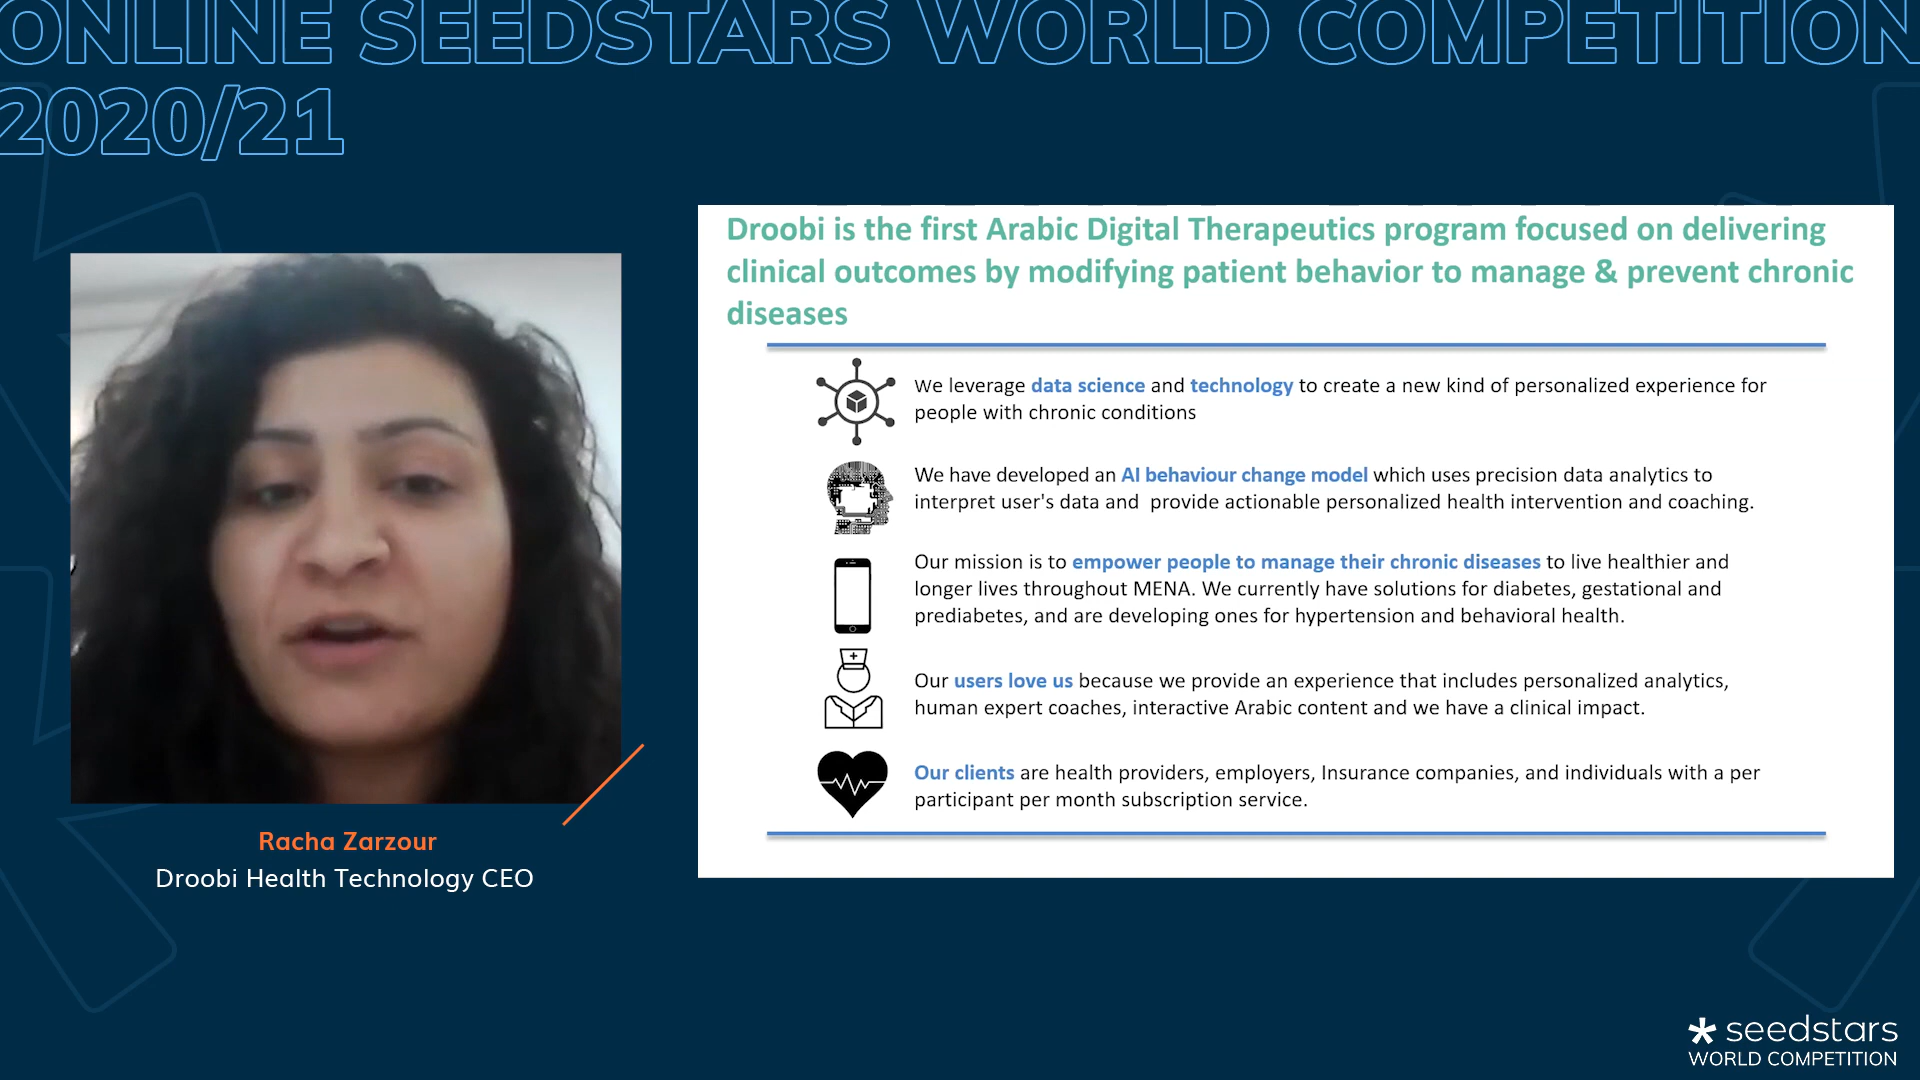 ONLINE SEEDSTARS WORLD COMPETITION
2020/21
Droobi is the first Arabic Digital Therapeutics program focused on delivering
clinical outcomes by modifying patient behavior to manage & prevent chronic
diseases
We leverage data science and technology to create a new kind of personalized experience for
people with chronic conditions
We have developed an AI behaviour change model which uses precision data analytics to
interpret user's data and  provide actionable personalized health intervention and coaching.
Our mission is to empower people to manage their chronic diseases to live healthier and
longer lives throughout MENA. We currently have solutions for diabetes, gestational and
prediabetes, and are developing ones for hypertension and behavioral health.
Our users love us because we provide an experience that includes personalized analytics,
human expert coaches, interactive Arabic content and we have a clinical impact.
Our clients are health providers, employers, Insurance companies, and individuals with a per
participant per month subscription service.
Racha Zarzour
Droobi Health Technology CEO
seedstars
WORLD COMPETITION